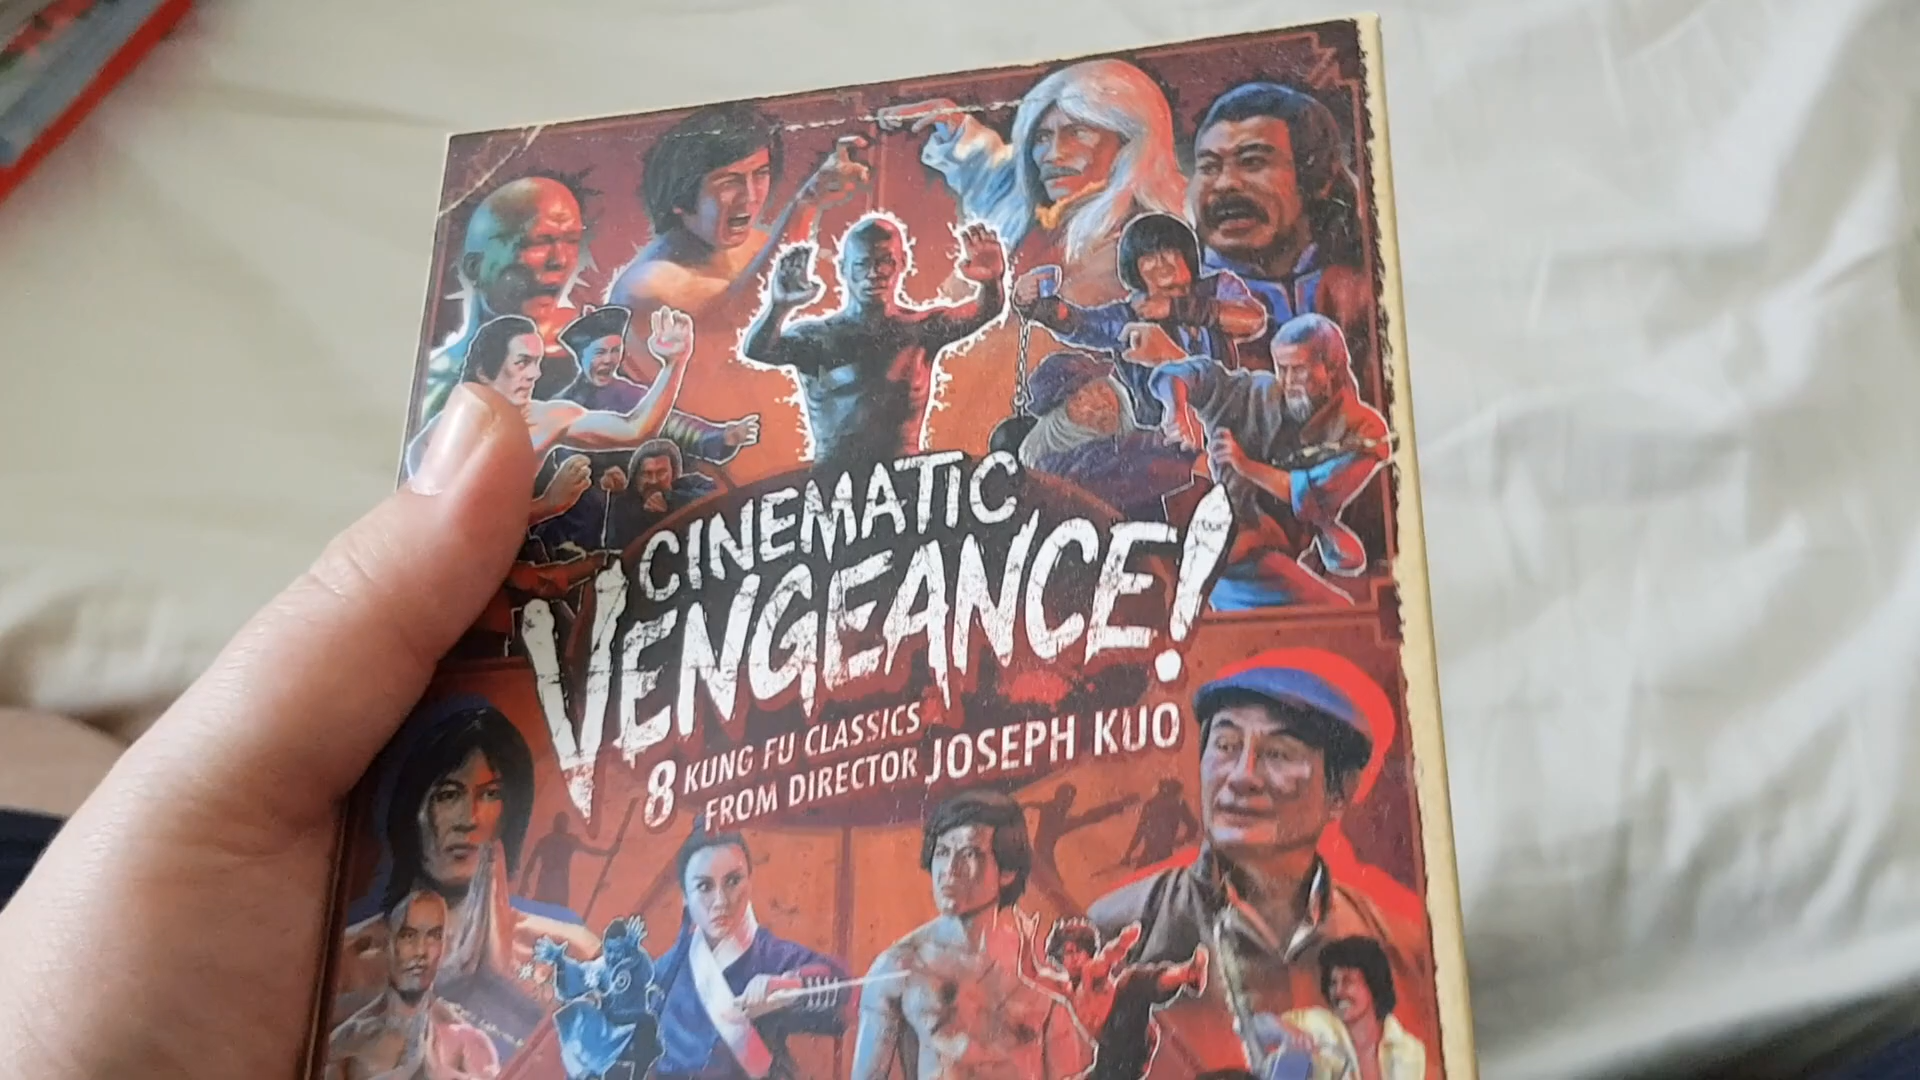 CINEMATIC
VENGEANCE!
8 KUNG FU CLASSICS
FROM DIRECTOR JOSEPH KUO